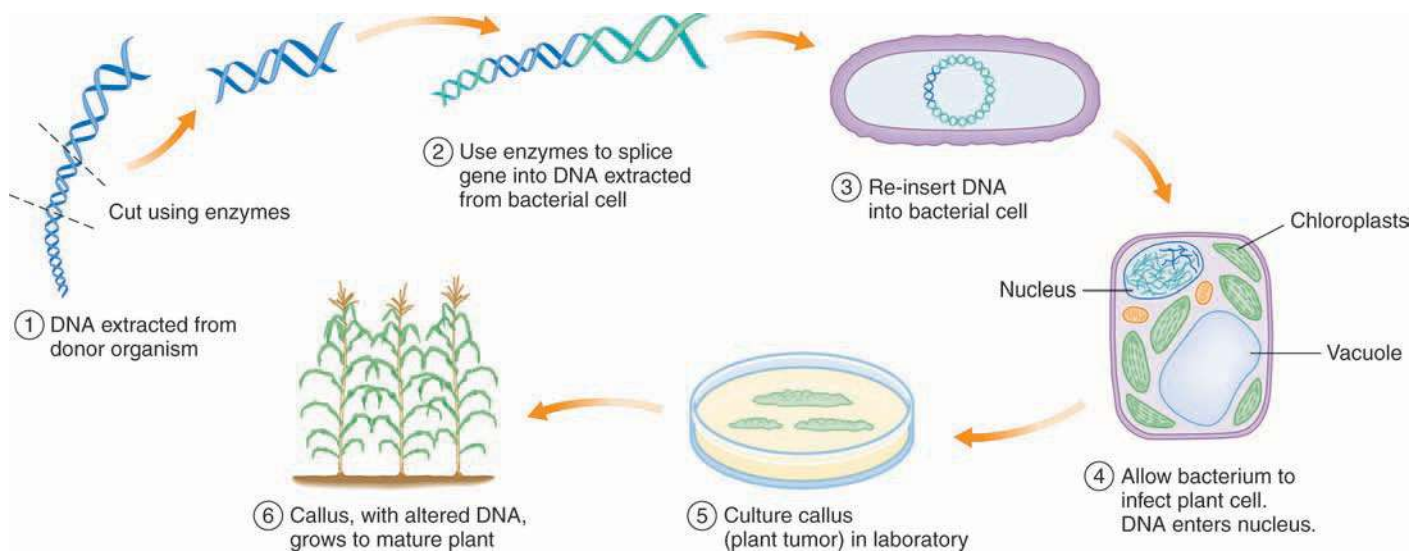 Cut using enzymes
① DNA extracted from
donor organism
② Use enzymes to splice
gene into DNA extracted
from bacterial cell
③ Re-insert DNA
into bacterial cell
Chloroplasts
Nucleus
Vacuole
④ Allow bacterium to
infect plant cell.
DNA enters nucleus.
⑤ Culture callus
(plant tumor) in laboratory
⑥ Callus, with altered DNA,
grows to mature plant